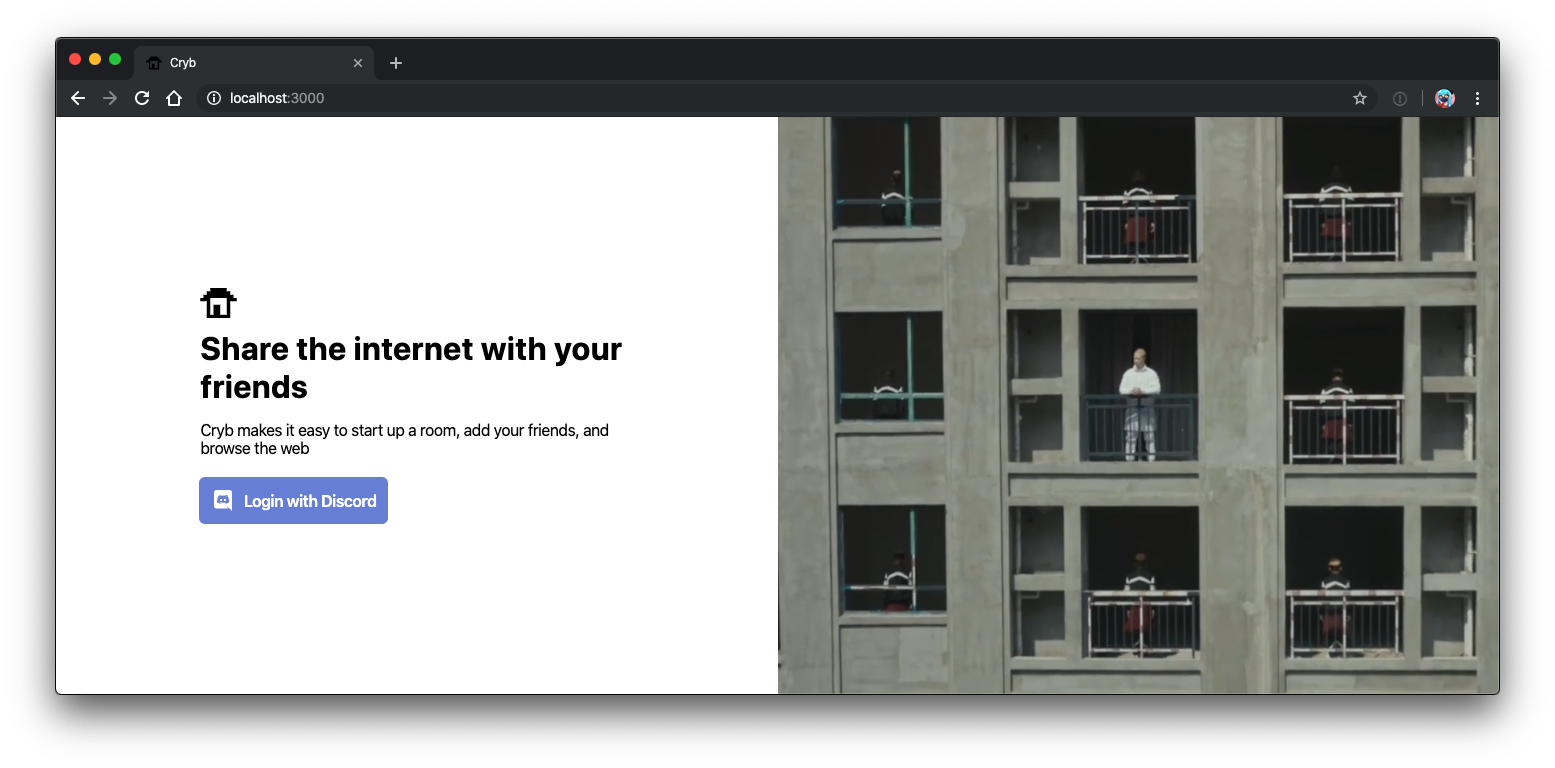 Cryb
localhost:3000
Share the internet with your
friends
Cryb makes it easy to start up a room, add your friends, and
browse the web
Login with Discord